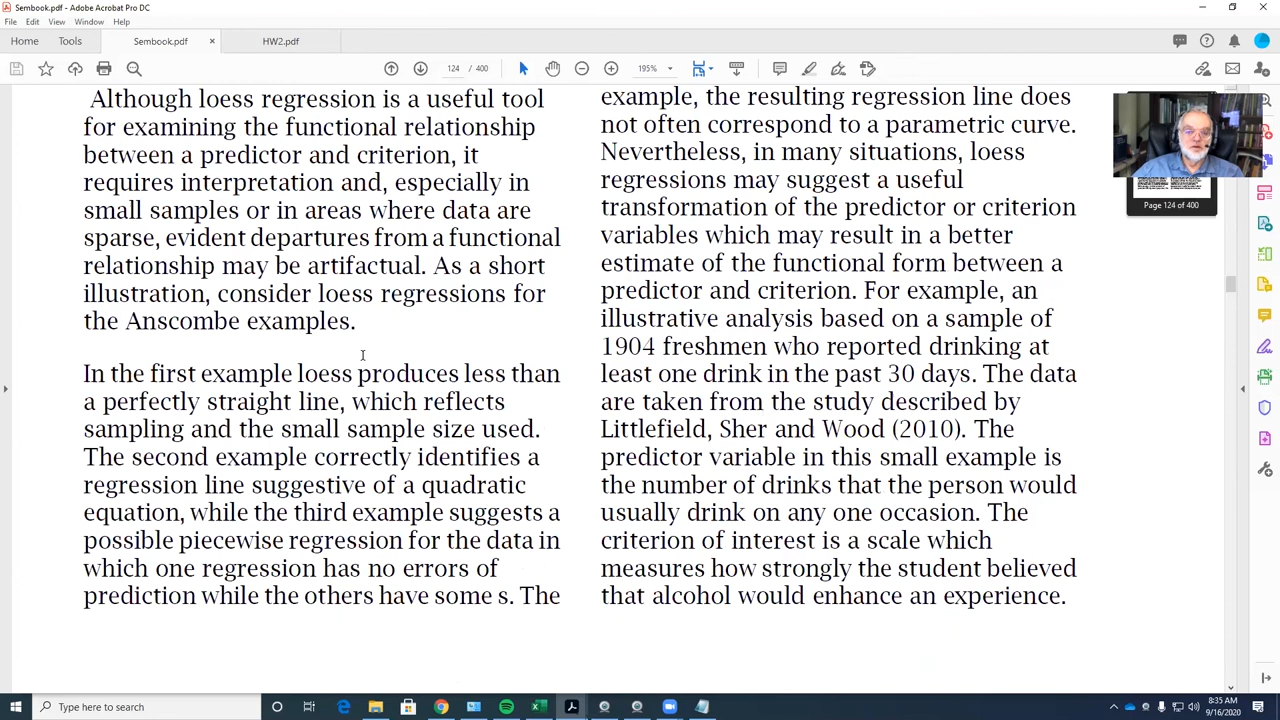 Sembook.pdf - Adobe Acrobat Pro DC
File Edit View Window Help
Home Tools Sembook.pdf × HW2.pdf
124 / 400 195%
Although loess regression is a useful tool
for examining the functional relationship
between a predictor and criterion, it
requires interpretation and, especially in
small samples or in areas where data are
sparse, evident departures from a functional
relationship may be artifactual. As a short
illustration, consider loess regressions for
the Anscombe examples.
In the first example loess produces less than
a perfectly straight line, which reflects
sampling and the small sample size used.
The second example correctly identifies a
regression line suggestive of a quadratic
equation, while the third example suggests a
possible piecewise regression for the data in
which one regression has no errors of
prediction while the others have some s. The
example, the resulting regression line does
not often correspond to a parametric curve.
Nevertheless, in many situations, loess
regressions may suggest a useful
transformation of the predictor or criterion
variables which may result in a better
estimate of the functional form between a
predictor and criterion. For example, an
illustrative analysis based on a sample of
1904 freshmen who reported drinking at
least one drink in the past 30 days. The data
are taken from the study described by
Littlefield, Sher and Wood (2010). The
predictor variable in this small example is
the number of drinks that the person would
usually drink on any one occasion. The
criterion of interest is a scale which
measures how strongly the student believed
that alcohol would enhance an experience.
Page 124 of 400
Type here to search
8:35 AM
9/16/2020